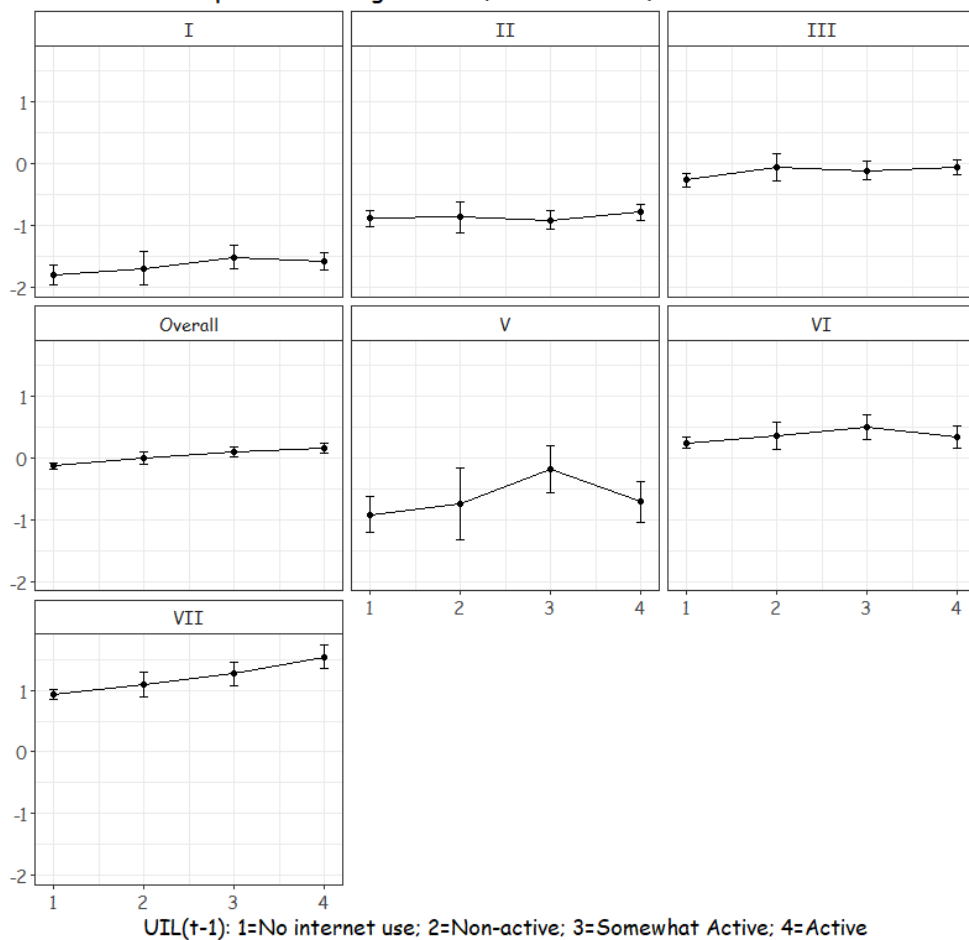 I II III
1
0
-1
-2
Overall V VI
1
0
-1
-2
1 2 3 4 1 2 3 4
VII
1
0
-1
-2
1 2 3 4
UIL(t-1): 1=No internet use; 2=Non-active; 3=Somewhat Active; 4=Active